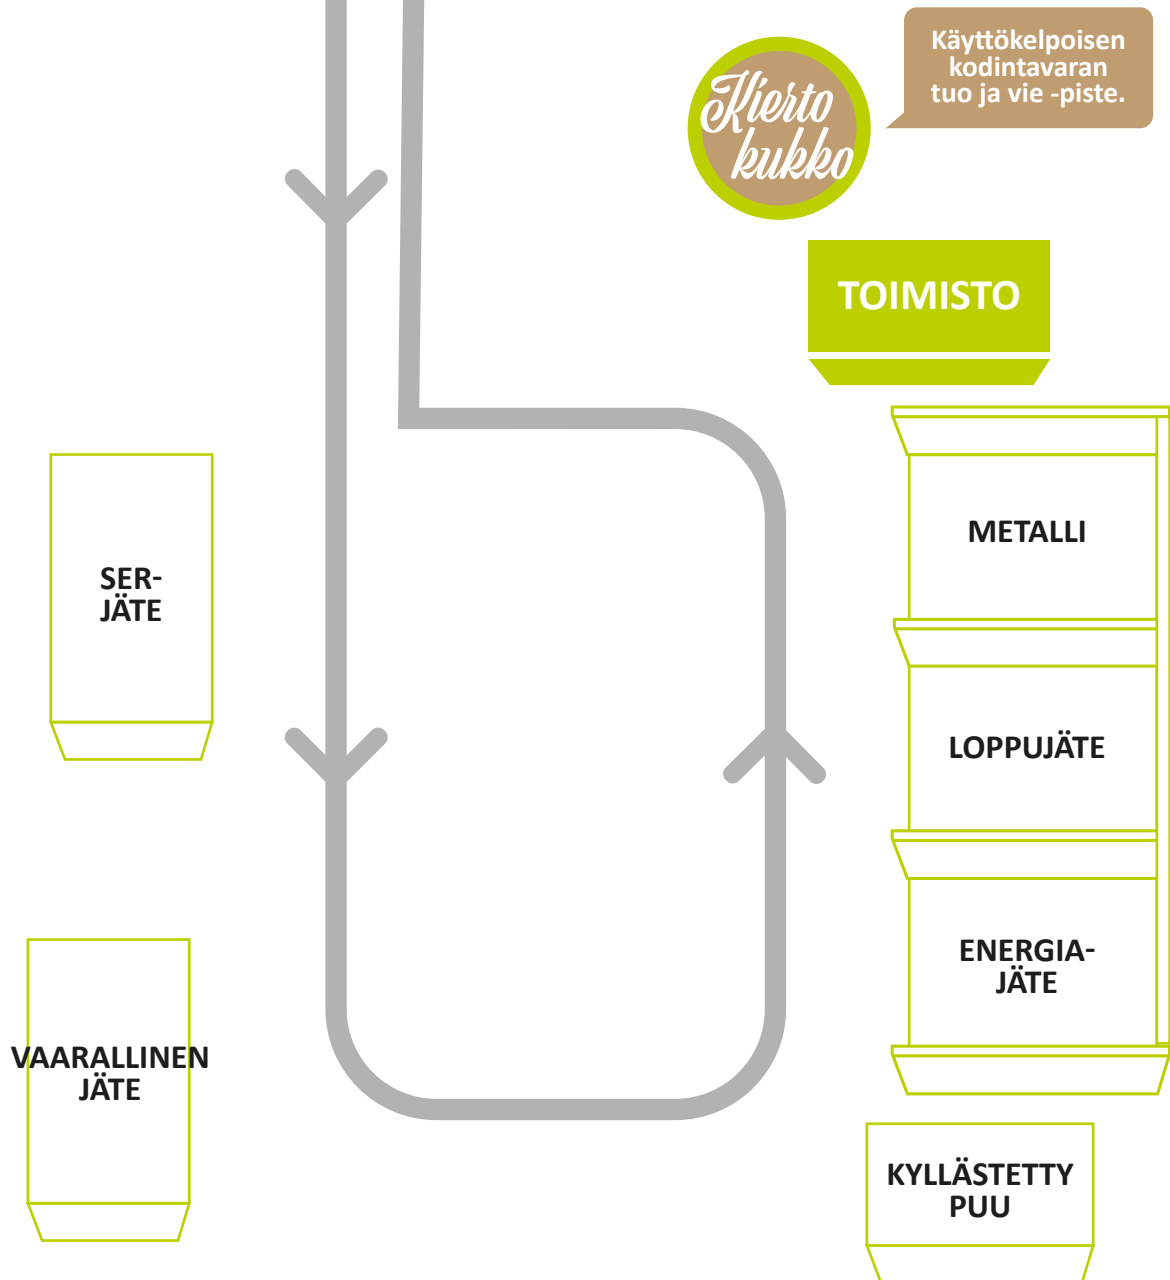 Käyttökelpoisen
kodintavaran
tuo ja vie -piste.
Kierto
kukko
TOIMISTO
METALLI
SER-
JÄTE
LOPPUJÄTE
ENERGIA-
JÄTE
VAARALLINEN
JÄTE
KYLLÄSTETTY
PUU